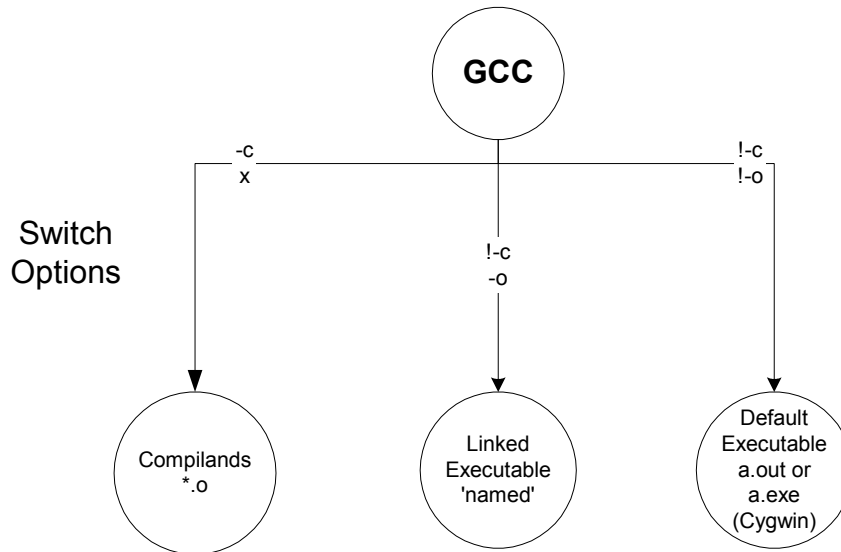 GCC
-c
x
!-c
-o
!-c
!-o
Switch
Options
Compilands
*.o
Linked
Executable
'named'
Default
Executable
a.out or
a.exe
(Cygwin)